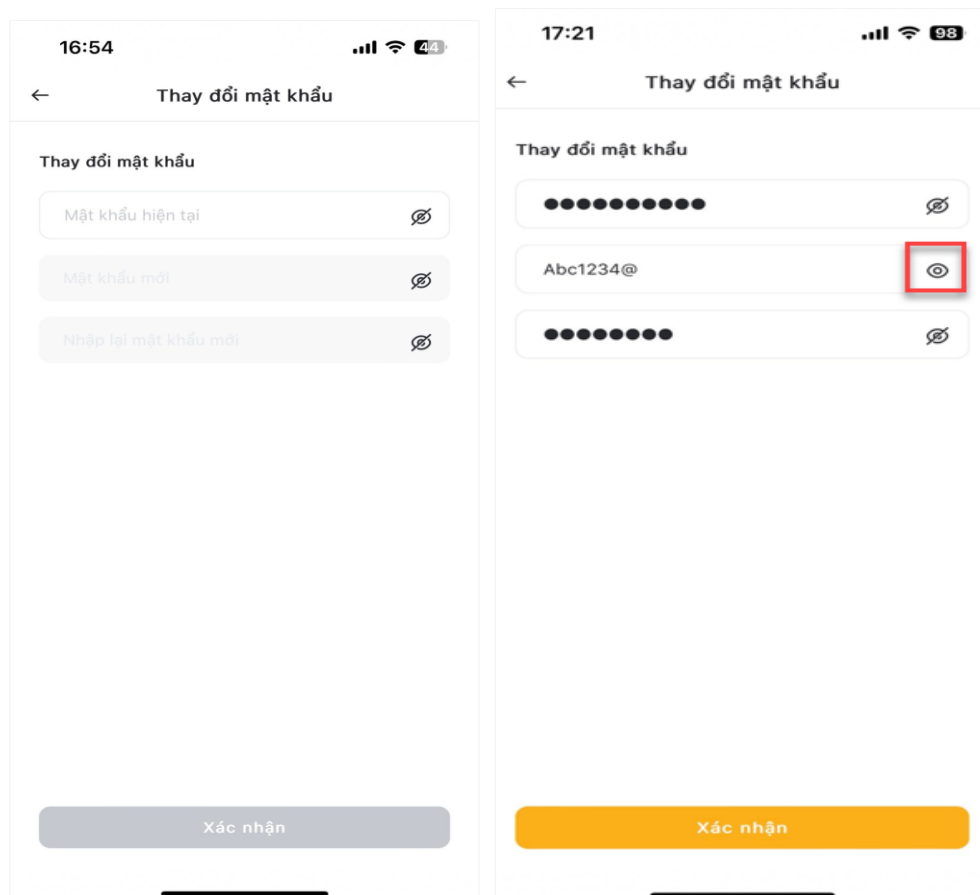 16:54
44
Thay đổi mật khẩu
Thay đổi mật khẩu
Mật khẩu hiện tại
Mật khẩu mới
Nhập lại mật khẩu mới
Xác nhận
17:21
98
Thay đổi mật khẩu
Thay đổi mật khẩu
●●●●●●●●●●
Abc1234@
●●●●●●●●
Xác nhận